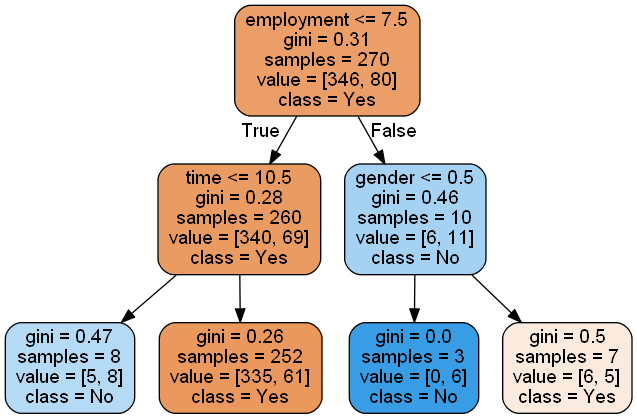 employment <= 7.5
gini = 0.31
samples = 270
value = [346, 80]
class = Yes
True
False
time <= 10.5
gini = 0.28
samples = 260
value = [340, 69]
class = Yes
gender <= 0.5
gini = 0.46
samples = 10
value = [6, 11]
class = No
gini = 0.47
samples = 8
value = [5, 8]
class = No
gini = 0.26
samples = 252
value = [335, 61]
class = Yes
gini = 0.0
samples = 3
value = [0, 6]
class = No
gini = 0.5
samples = 7
value = [6, 5]
class = Yes